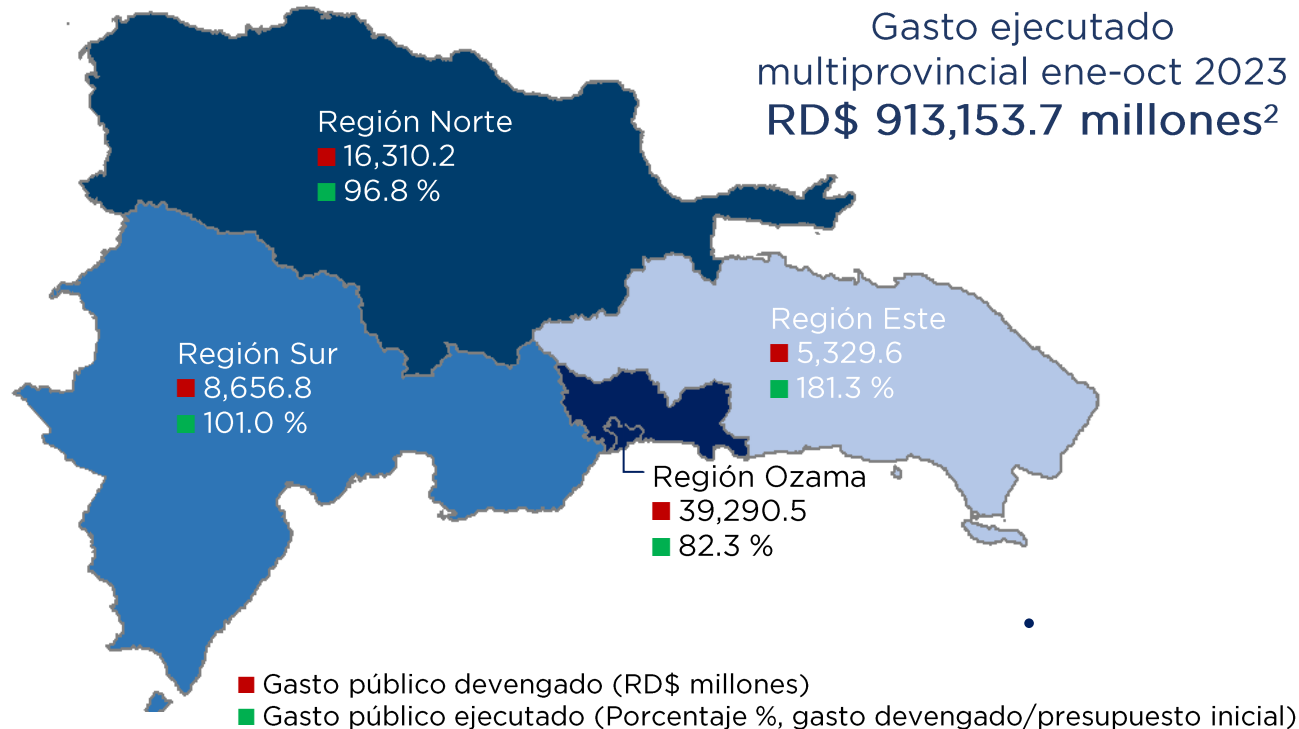 Gasto ejecutado
multiprovincial ene-oct 2023
RD$ 913,153.7 millones²
Región Norte
16,310.2
96.8 %
Región Este
5,329.6
181.3 %
Región Sur
8,656.8
101.0 %
Región Ozama
39,290.5
82.3 %
Gasto público devengado (RD$ millones)
Gasto público ejecutado (Porcentaje %, gasto devengado/presupuesto inicial)